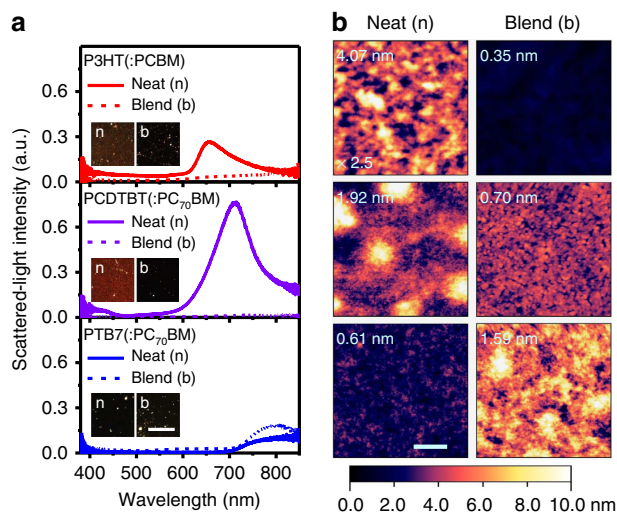 a
P3HT(:PCBM)
Neat (n)
Blend (b)
n b
0.6
0.3
0.0
PCDTBT(:PC₇₀BM)
Neat (n)
Blend (b)
n b
0.6
0.3
0.0
PTB7(:PC₇₀BM)
Neat (n)
Blend (b)
n b
0.6
0.3
0.0
400 500 600 700 800
Wavelength (nm)
Scattered-light intensity (a.u.)
b
Neat (n) Blend (b)
4.07 nm 0.35 nm
× 2.5
1.92 nm 0.70 nm
0.61 nm 1.59 nm
0.0 2.0 4.0 6.0 8.0 10.0 nm